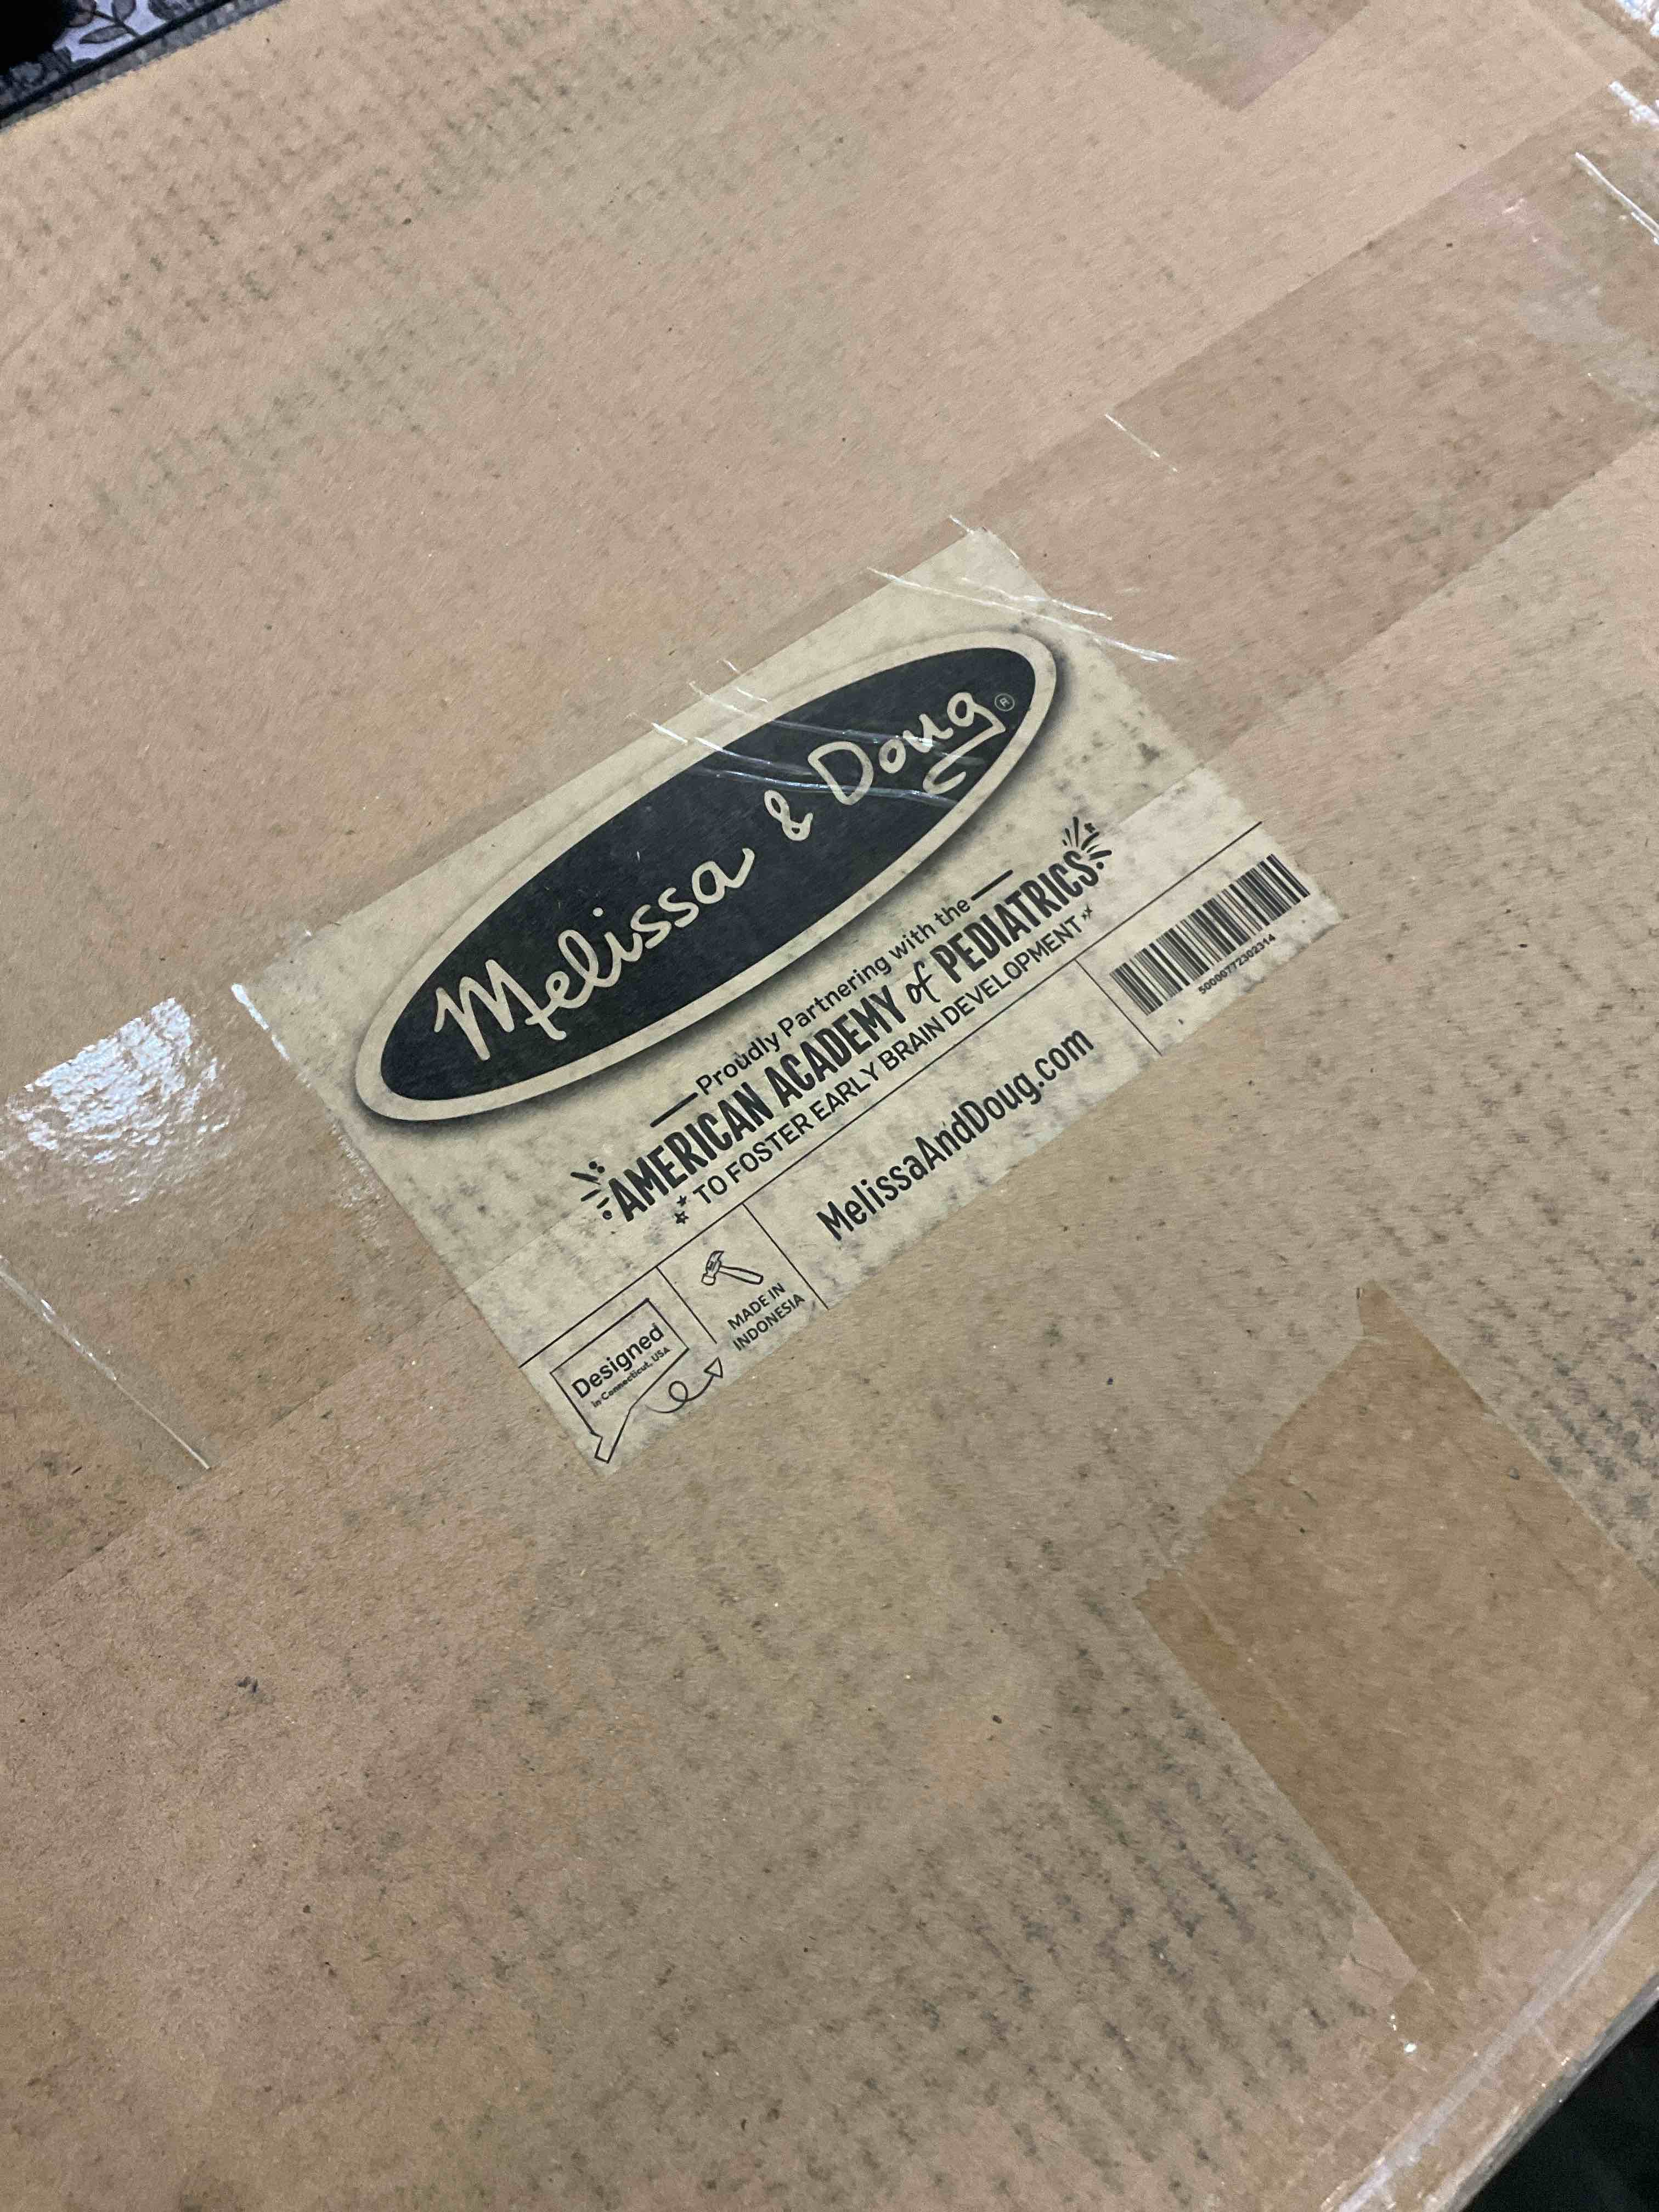 Melissa & Doug®
Proudly Partnering with the
AMERICAN ACADEMY of PEDIATRICS
TO FOSTER EARLY BRAIN DEVELOPMENT
Designed
in Connecticut, USA
MADE IN
INDONESIA
MelissaAndDoug.com
50000772302314